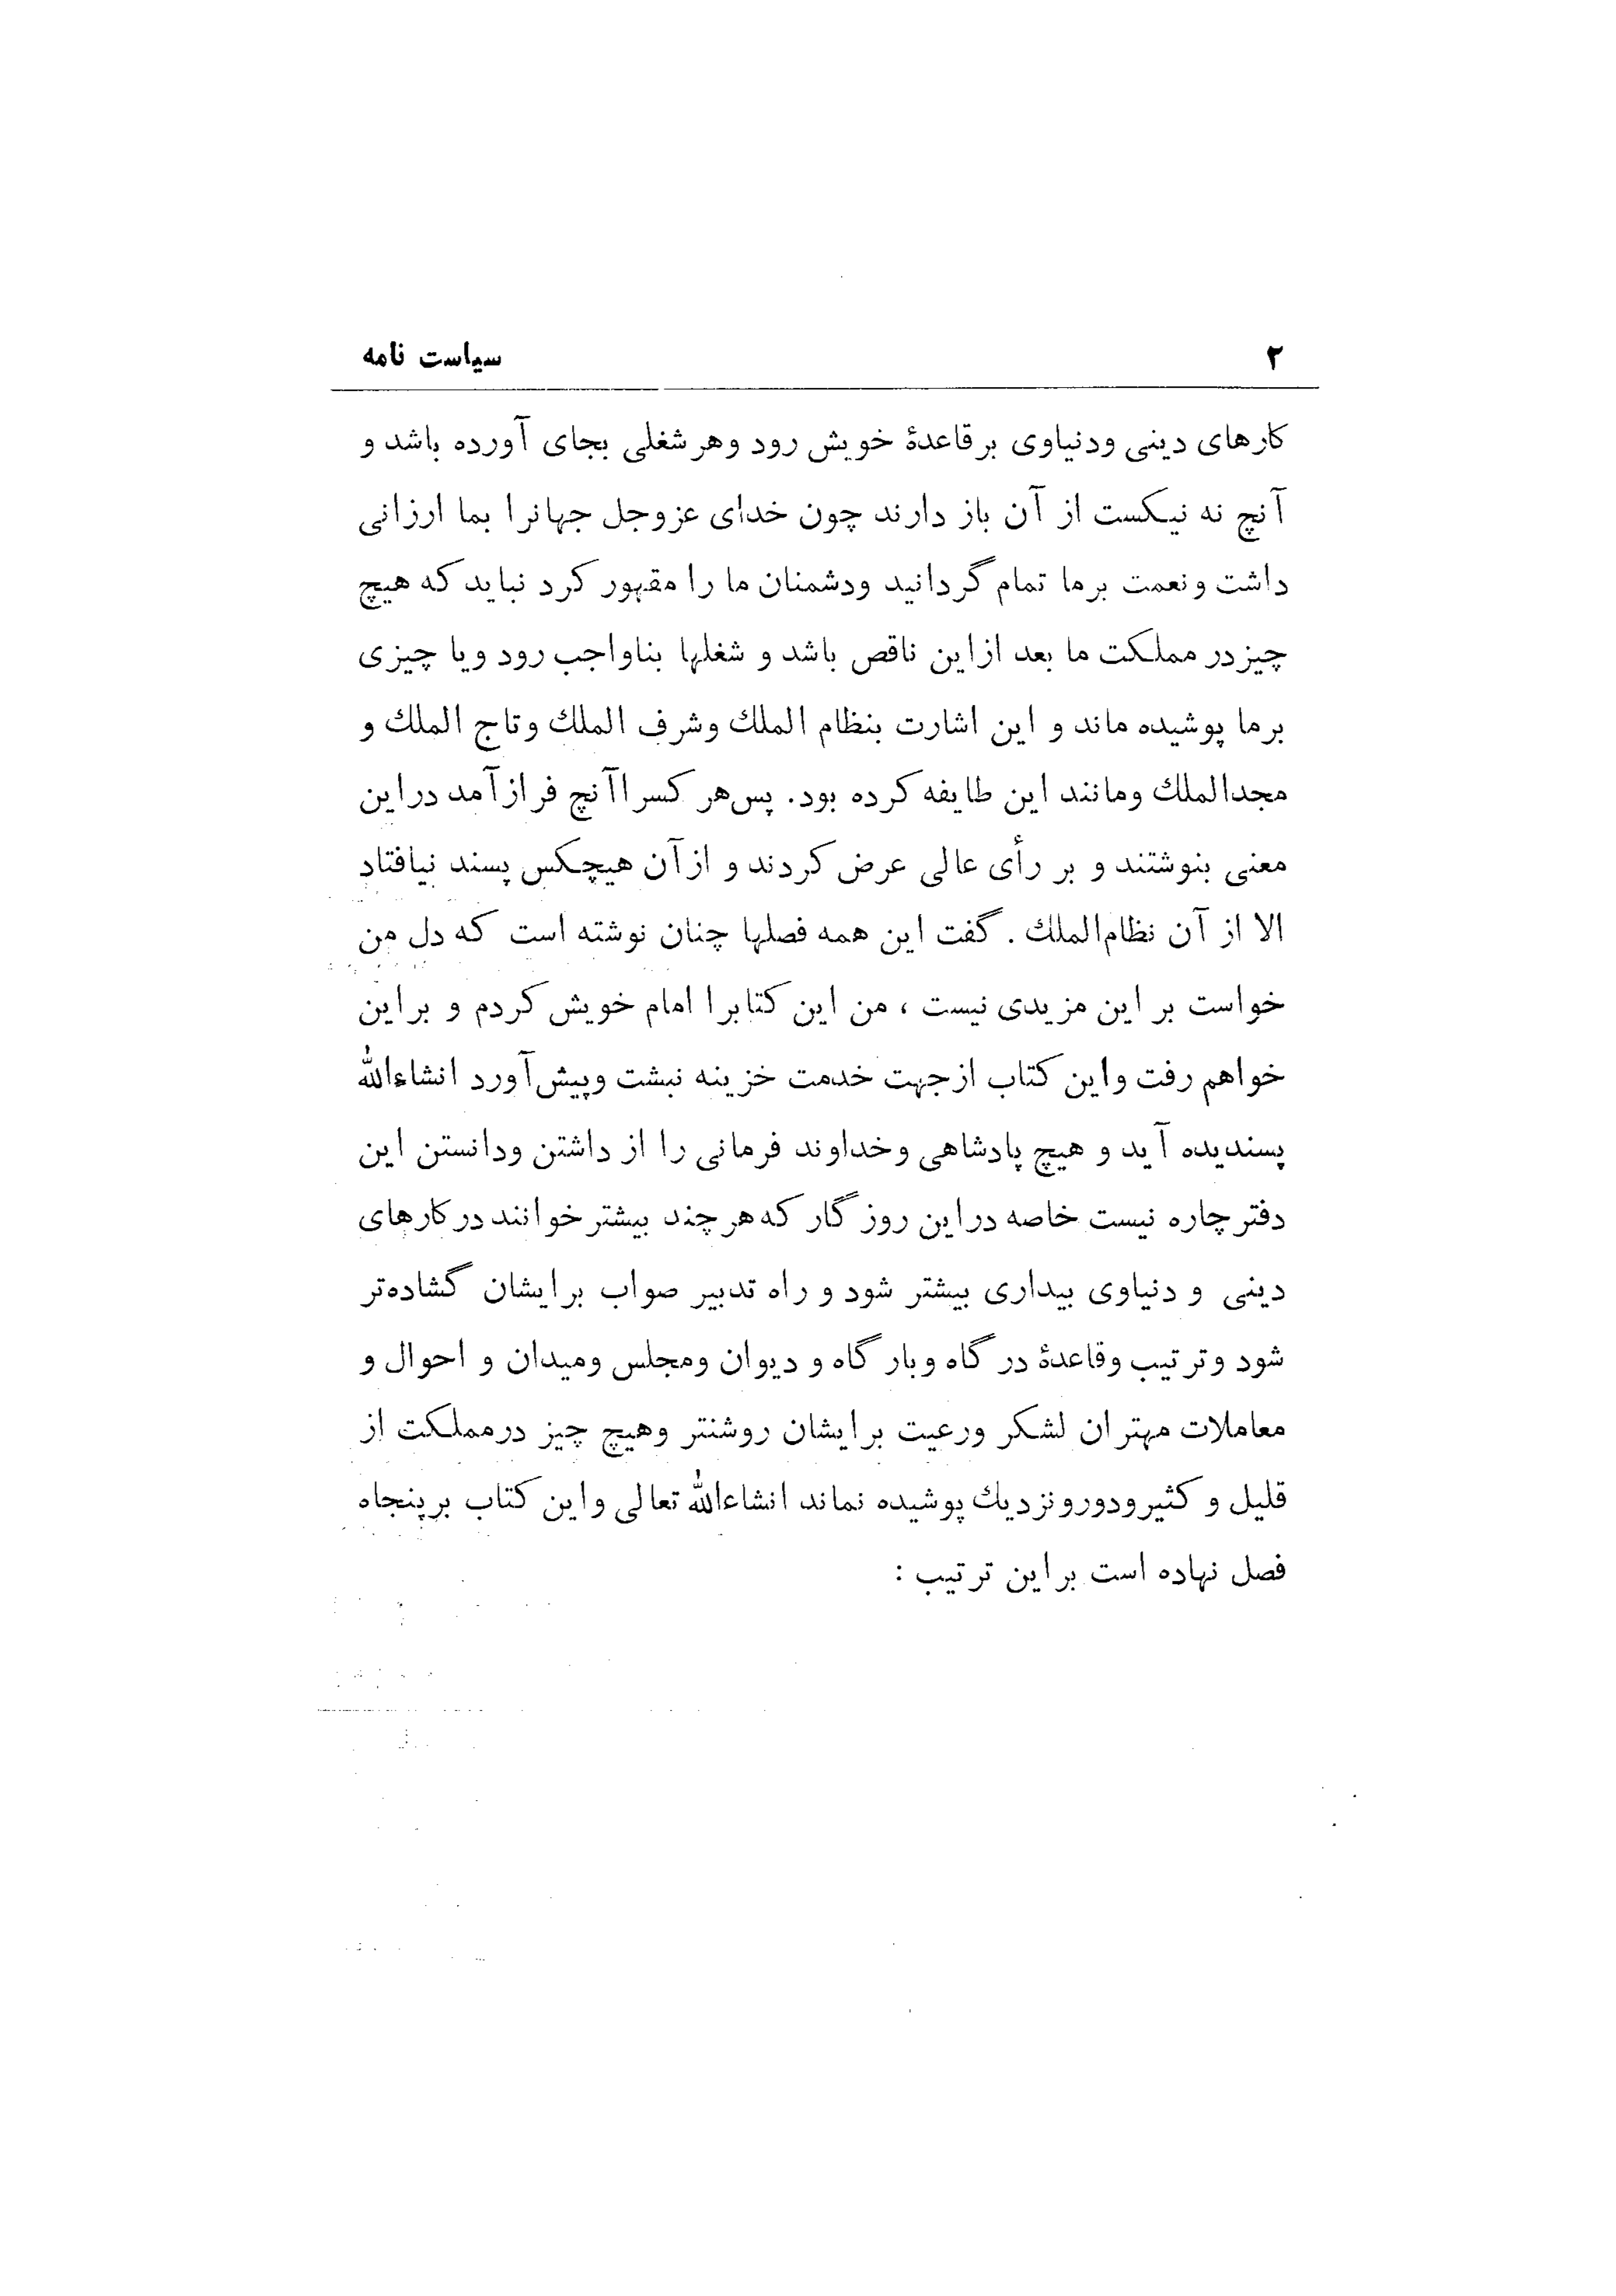 ۲ سیاست نامه
کارهای دینی ودنیاوی برقاعدۀ خویش رود وهرشغلی بجای آورده باشد و
آنچ نه نیکست از آن باز دارند چون خدای عزوجل جهانرا بما ارزانی
داشت ونعمت برما تمام گردانید ودشمنان ما را مقهور کرد نباید که هیچ
چیزدر مملکت ما بعد ازاین ناقص باشد و شغلها بناواجب رود ویا چیزی
برما پوشیده ماند و این اشارت بنظام الملك وشرف الملك وتاج الملك و
مجدالملك ومانند این طایفه کرده بود. پس هر کسراآنچ فرازآمد دراین
معنی بنوشتند و بر رأی عالی عرض کردند و ازآن هیچکس پسند نیافتاد
الا از آن نظام‌الملك . گفت این همه فصلها چنان نوشته است که دل من
خواست بر این مزیدی نیست ، من این کتابرا امام خویش کردم و براین
خواهم رفت واین کتاب ازجهت خدمت خزینه نبشت وپیش آورد انشاءالله
پسندیده آید و هیچ پادشاهی وخداوند فرمانی را از داشتن ودانستن این
دفتر چاره نیست خاصه دراین روزگار که هرچند بیشتر خوانند درکارهای
دینی و دنیاوی بیداری بیشتر شود و راه تدبیر صواب برایشان گشاده‌تر
شود وترتیب وقاعدۀ درگاه وبارگاه و دیوان ومجلس ومیدان و احوال و
معاملات مهتران لشکر ورعیت برایشان روشنتر وهیچ چیز درمملکت از
قلیل و کثیرودورونزدیك پوشیده نماند انشاءالله تعالی واین کتاب برپنجاه
فصل نهاده است براین ترتیب :